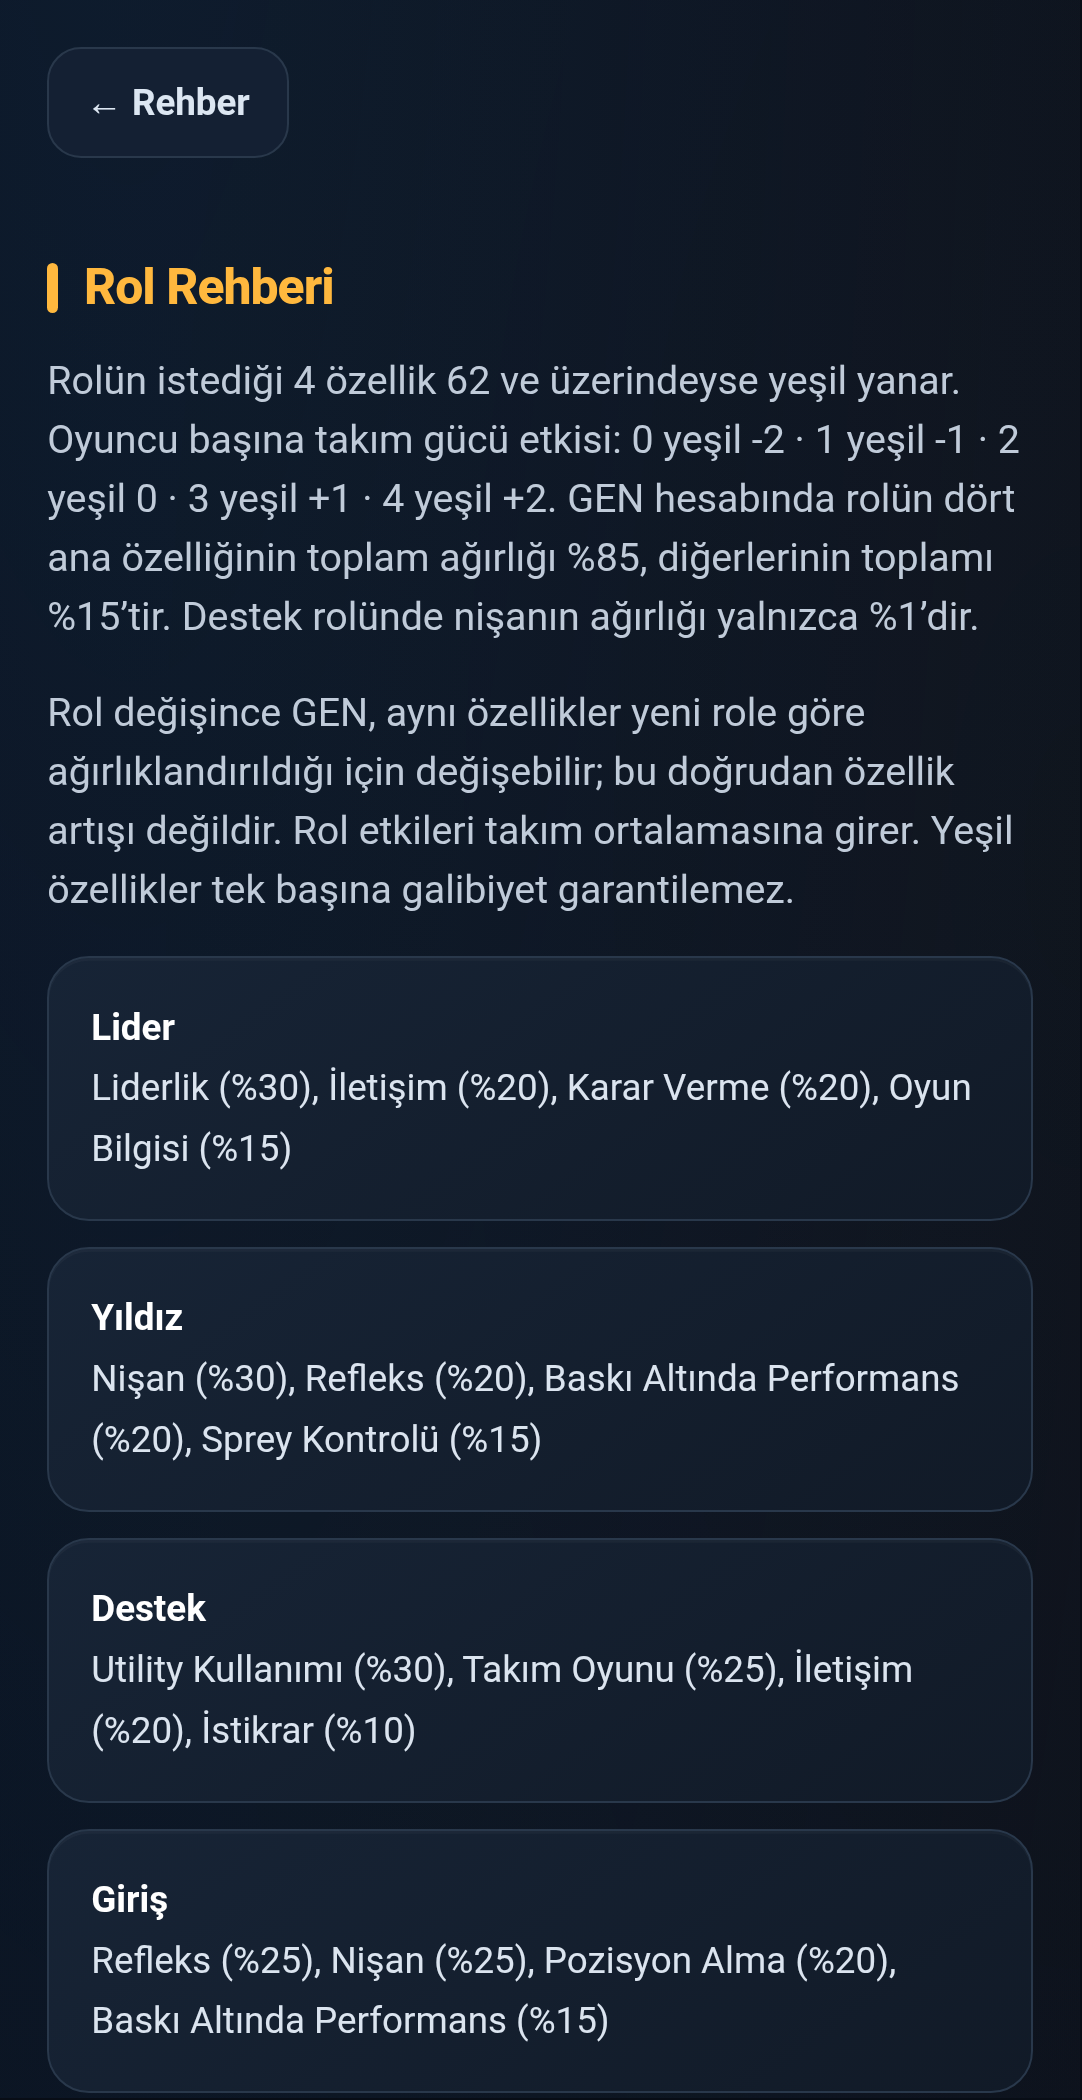 ← Rehber
Rol Rehberi
Rolün istediği 4 özellik 62 ve üzerindeyse yeşil yanar.
Oyuncu başına takım gücü etkisi: 0 yeşil -2 · 1 yeşil -1 · 2
yeşil 0 · 3 yeşil +1 · 4 yeşil +2. GEN hesabında rolün dört
ana özelliğinin toplam ağırlığı %85, diğerlerinin toplamı
%15’tir. Destek rolünde nişanın ağırlığı yalnızca %1’dir.
Rol değişince GEN, aynı özellikler yeni role göre
ağırlıklandırıldığı için değişebilir; bu doğrudan özellik
artışı değildir. Rol etkileri takım ortalamasına girer. Yeşil
özellikler tek başına galibiyet garantilemez.
Lider
Liderlik (%30), İletişim (%20), Karar Verme (%20), Oyun
Bilgisi (%15)
Yıldız
Nişan (%30), Refleks (%20), Baskı Altında Performans
(%20), Sprey Kontrolü (%15)
Destek
Utility Kullanımı (%30), Takım Oyunu (%25), İletişim
(%20), İstikrar (%10)
Giriş
Refleks (%25), Nişan (%25), Pozisyon Alma (%20),
Baskı Altında Performans (%15)